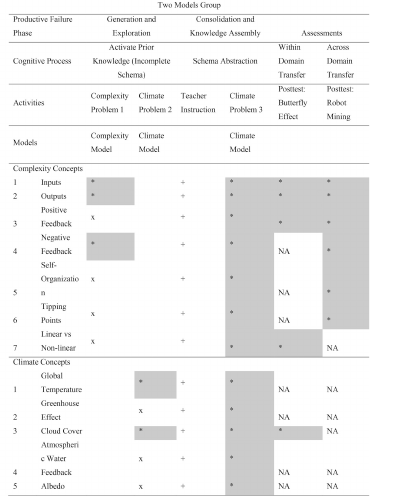 Two Models Group
Productive Failure Phase Generation and Exploration Consolidation and Knowledge Assembly Assessments
Cognitive Process Activate Prior Knowledge (Incomplete Schema) Schema Abstraction Within Domain Transfer Across Domain Transfer
Activities Complexity Problem 1 Climate Problem 2 Teacher Instruction Climate Problem 3 Posttest: Butterfly Effect Posttest: Robot Mining
Models Complexity Model Climate Model Climate Model
Complexity Concepts
1 Inputs * + * * *
2 Outputs * + * * *
3 Positive Feedback x + * * *
4 Negative Feedback * + * NA *
5 Self-Organization x + * NA *
6 Tipping Points x + * NA *
7 Linear vs Non-linear x + * * NA
Climate Concepts
1 Global Temperature * + * NA NA
2 Greenhouse Effect x + * NA NA
3 Cloud Cover * + * * NA
4 Atmospheric Water Feedback x + * NA NA
5 Albedo x + * NA NA